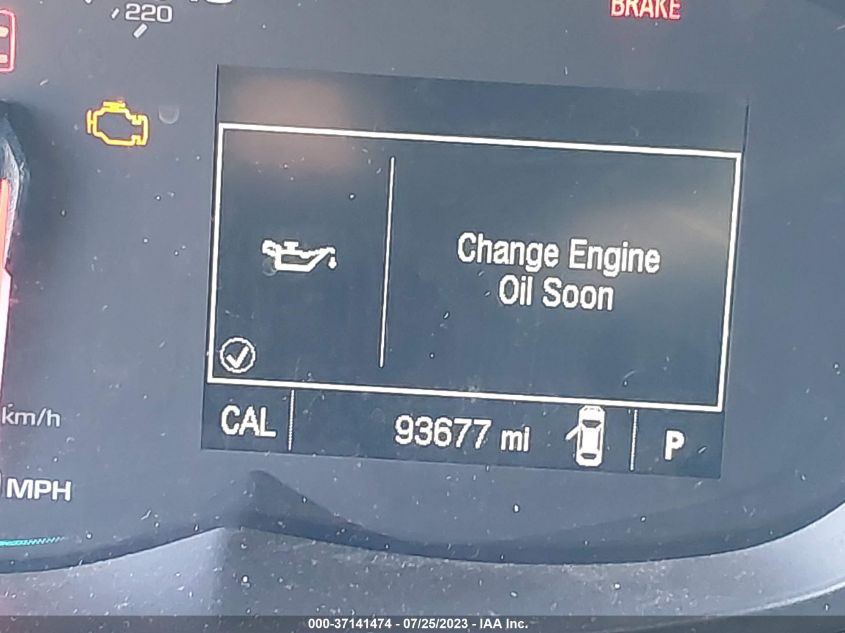 220
BRAKE
Change Engine
Oil Soon
km/h
CAL
93677 mi
P
MPH
000-37141474 - 07/25/2023 - IAA Inc.